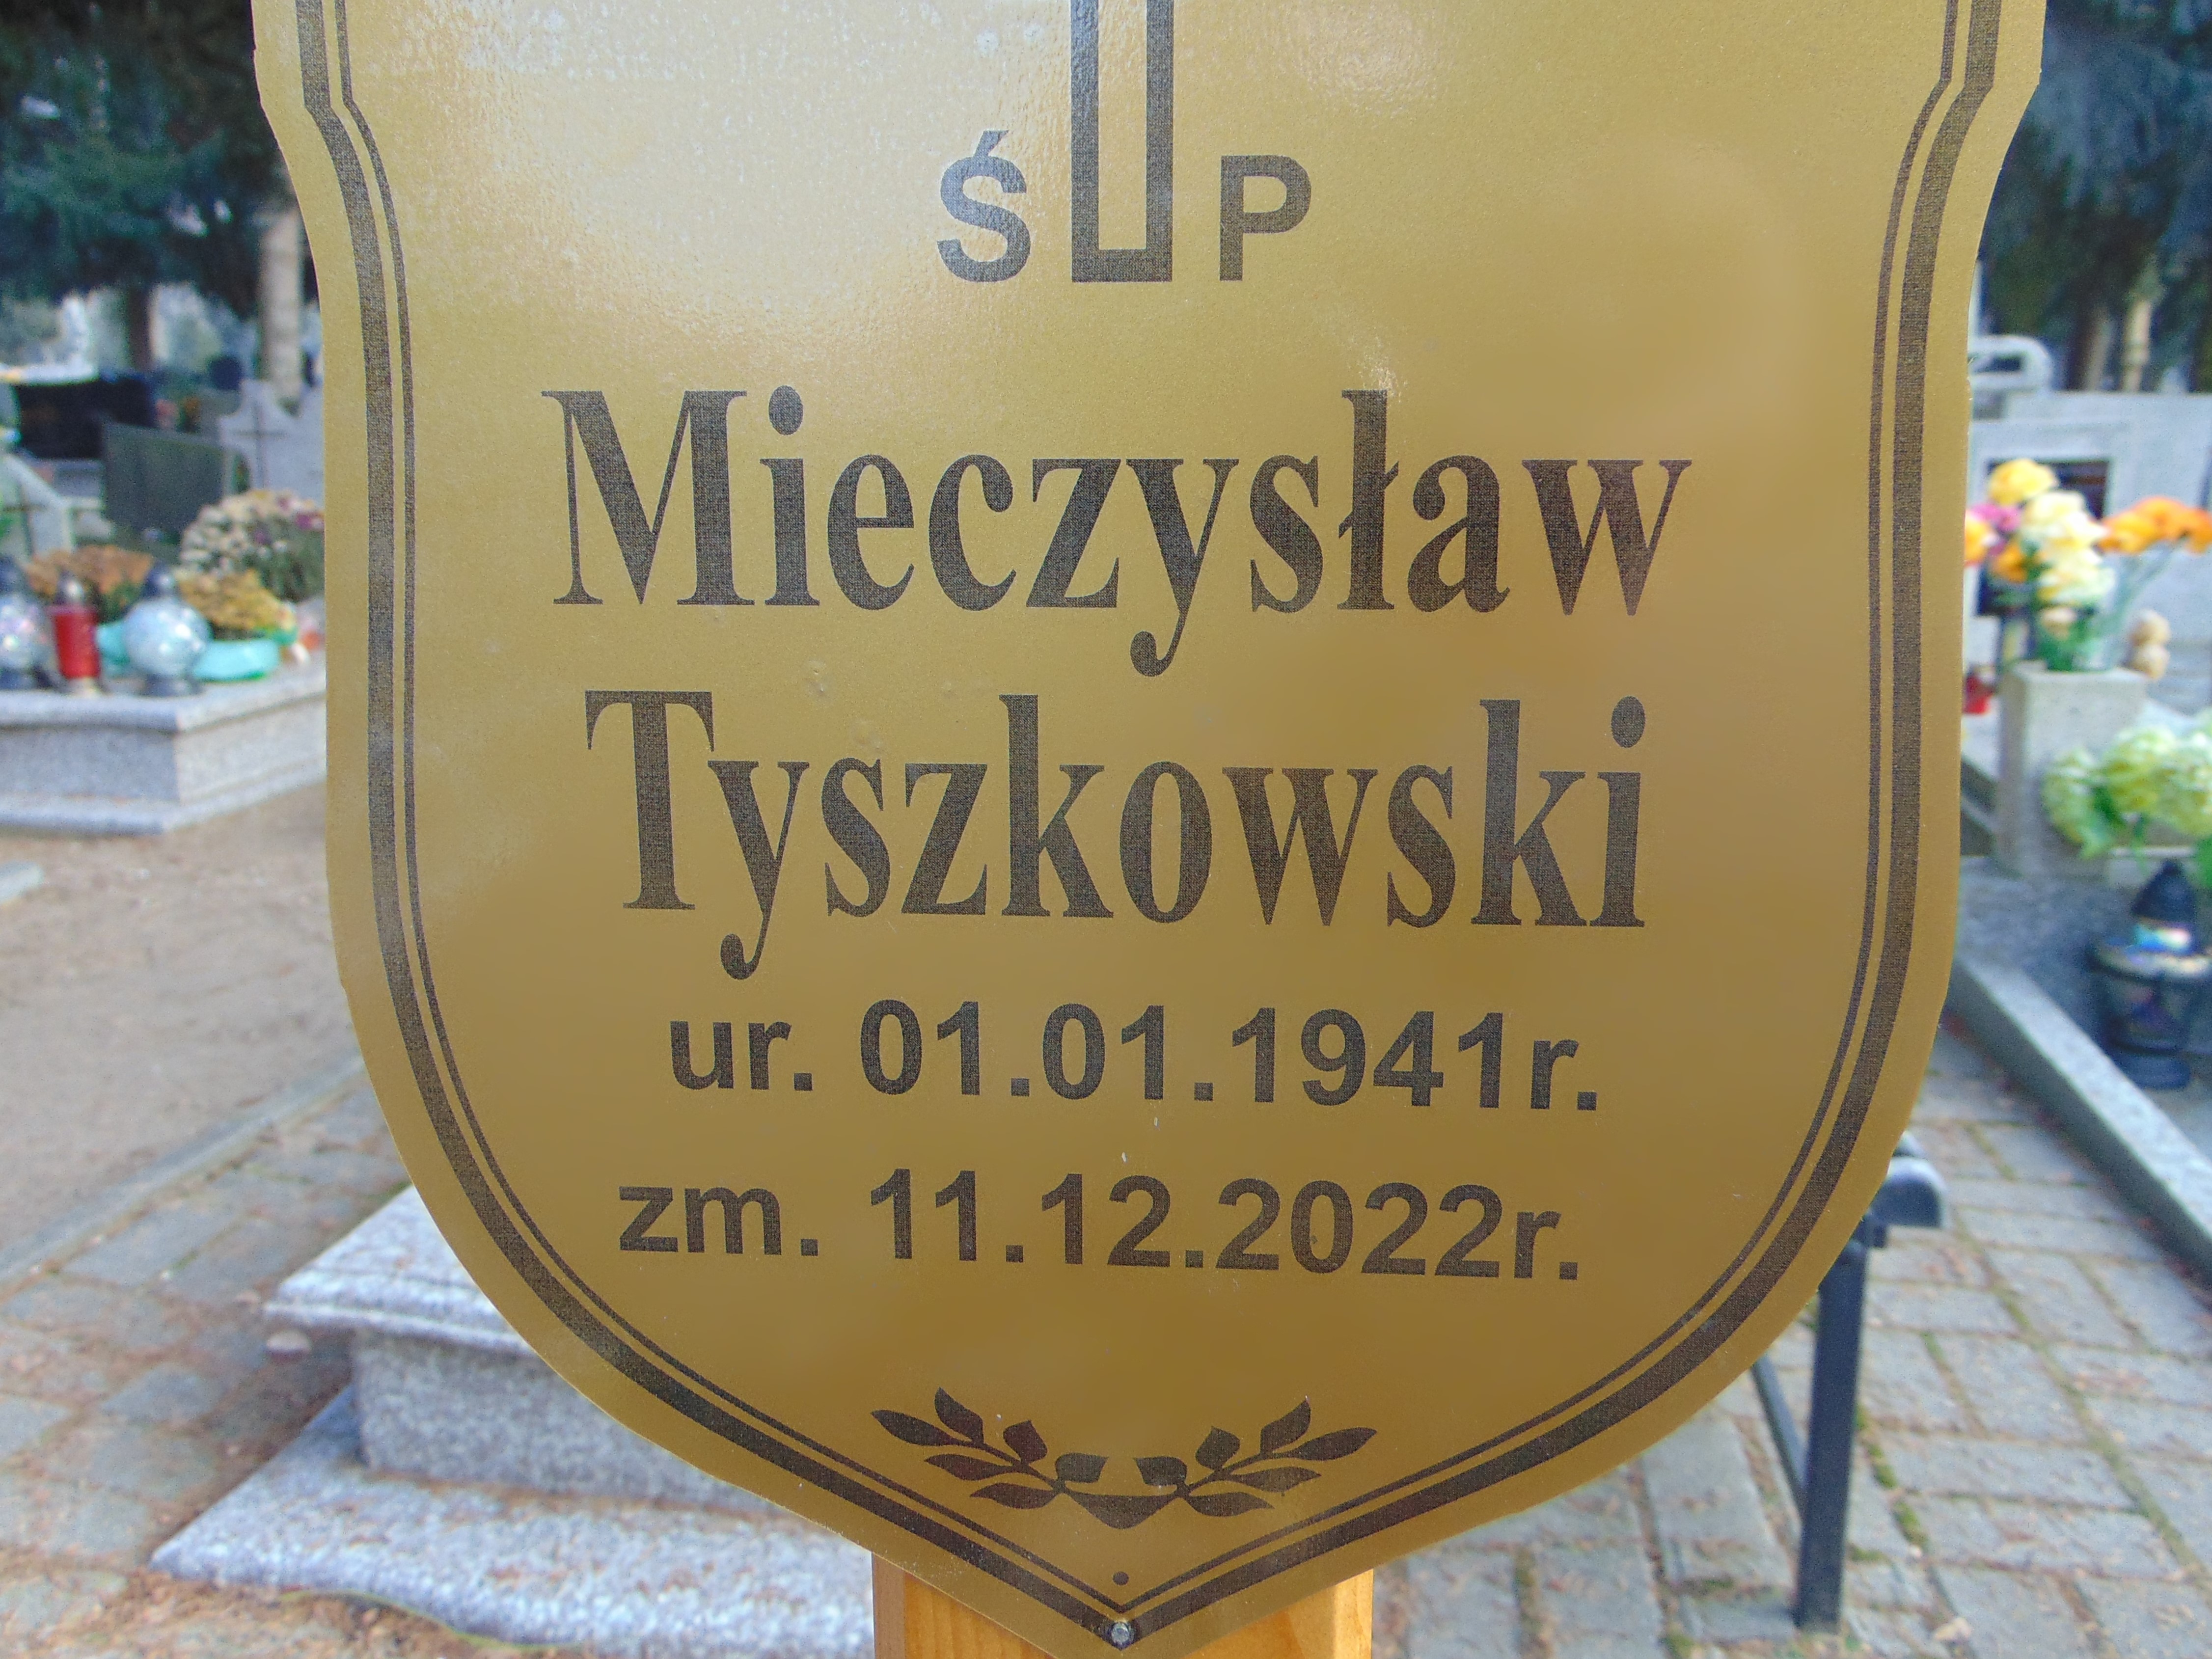 Ś P
Mieczysław
Tyszkowski
ur. 01.01.1941r.
zm. 11.12.2022r.